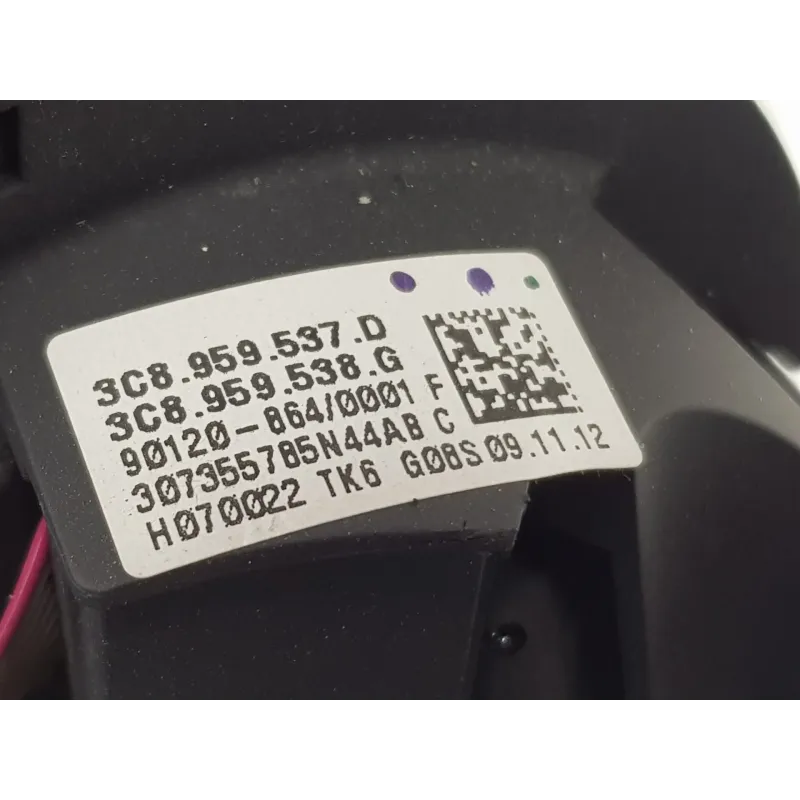 3C8.959.537.D
3C8.959.538.G
90120-864/0001 F
307355785N44AB C
H070022 TK6 G08S 09.11.12